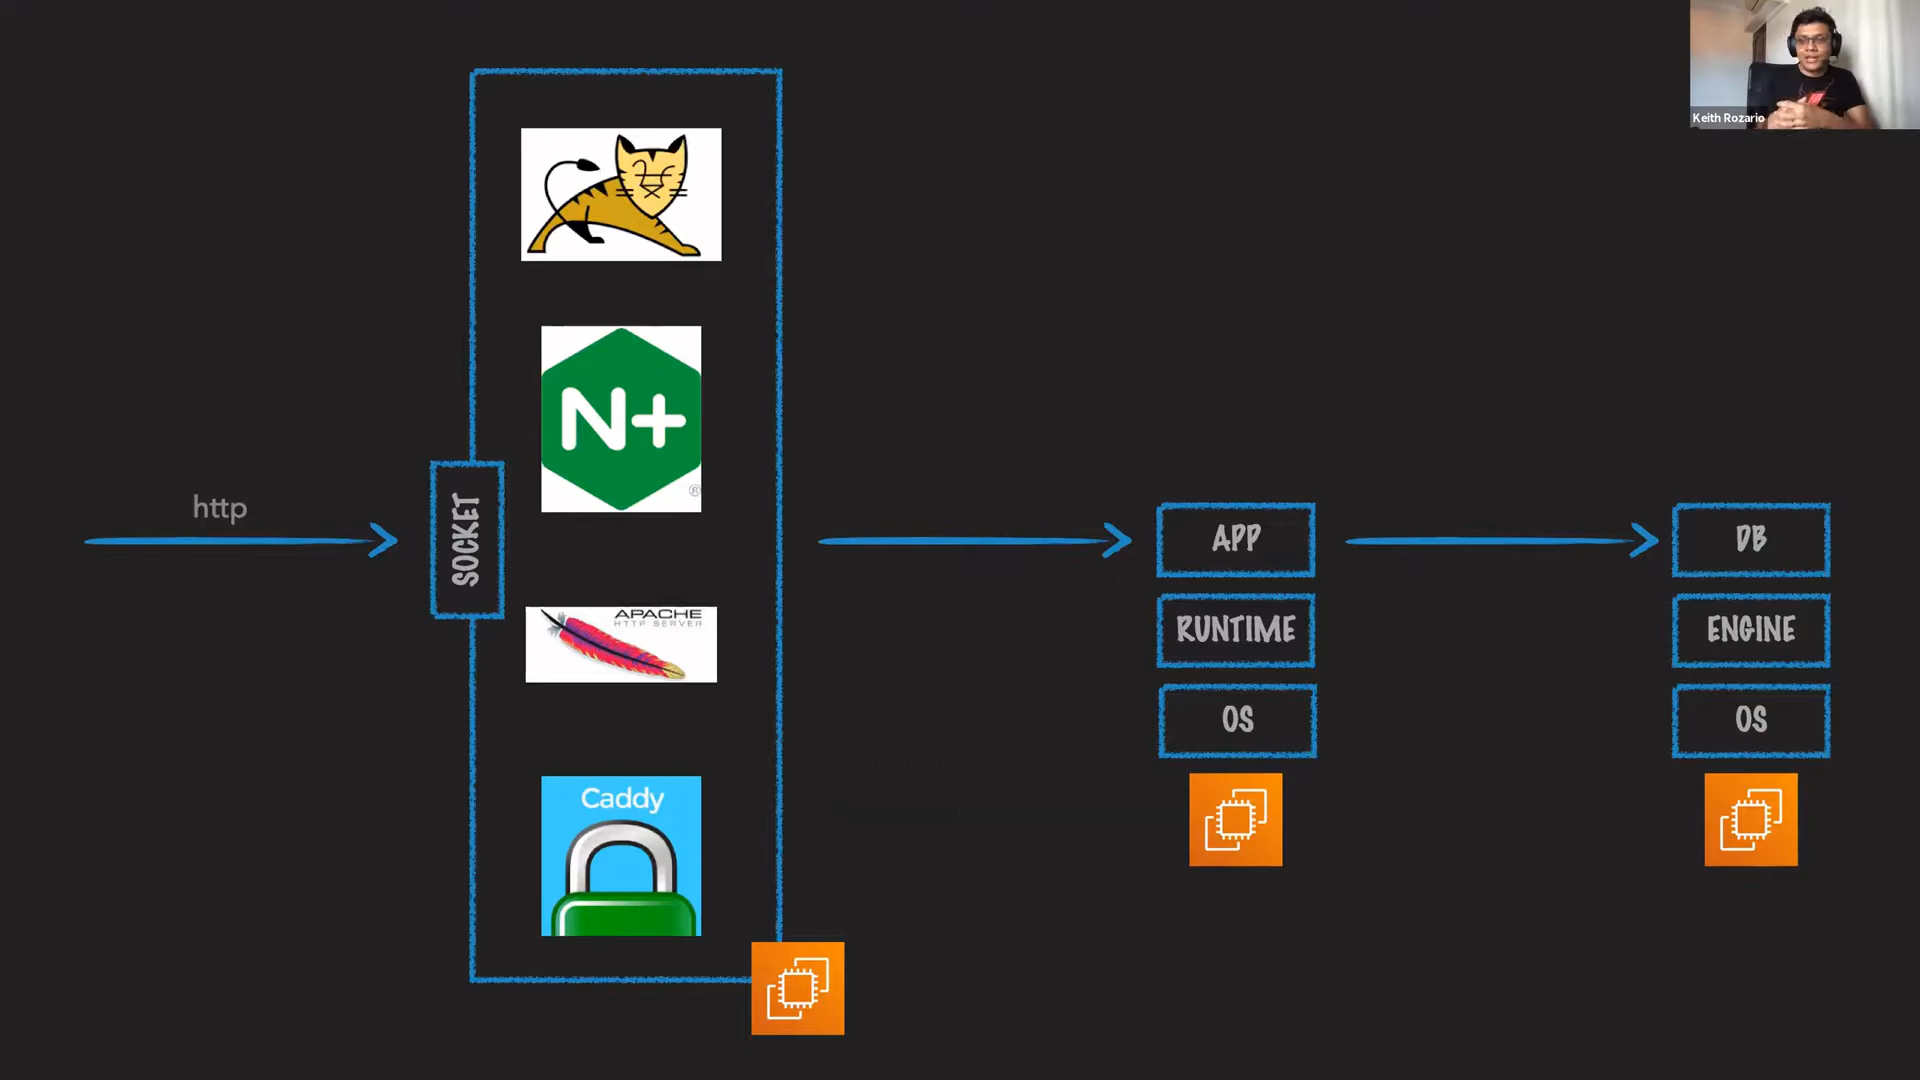 Keith Rozario
http
SOCKET
N+
®
APACHE
HTTP SERVER
Caddy
APP
RUNTIME
OS
DB
ENGINE
OS